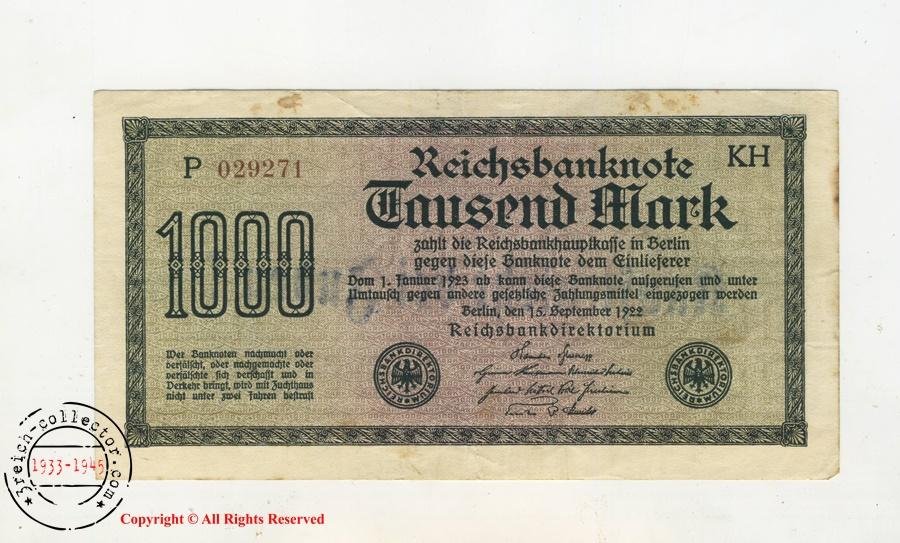 P 029271
KH
Reichsbanknote
Tausend Mark
1000
zahlt die Reichsbankhauptkasse in Berlin
gegen diese Banknote dem Einlieferer
Vom 1. Januar 1923 ab kann diese Banknote aufgerufen und unter
Umtausch gegen andere gesetzliche Zahlungsmittel eingezogen werden
Berlin, den 15. September 1922
Reichsbankdirektorium
Wer Banknoten nachmacht oder
verfälscht, oder nachgemachte oder
verfälschte sich verschafft und in
Verkehr bringt, wird mit Zuchthaus
nicht unter zwei Jahren bestraft
REICHSBANKDIREKTORIUM
REICHSBANKDIREKTORIUM
3reich-collector.com
1933-1945
Copyright © All Rights Reserved